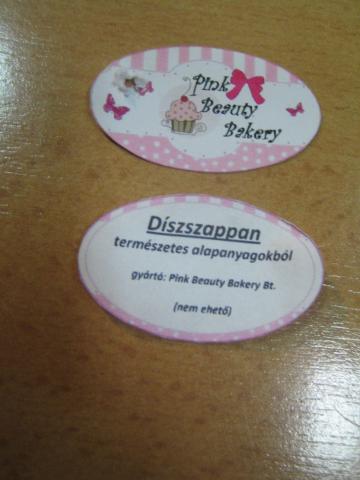 Pink
Beauty
Bakery
Díszszappan
természetes alapanyagokból
gyártó: Pink Beauty Bakery Bt.
(nem ehető)